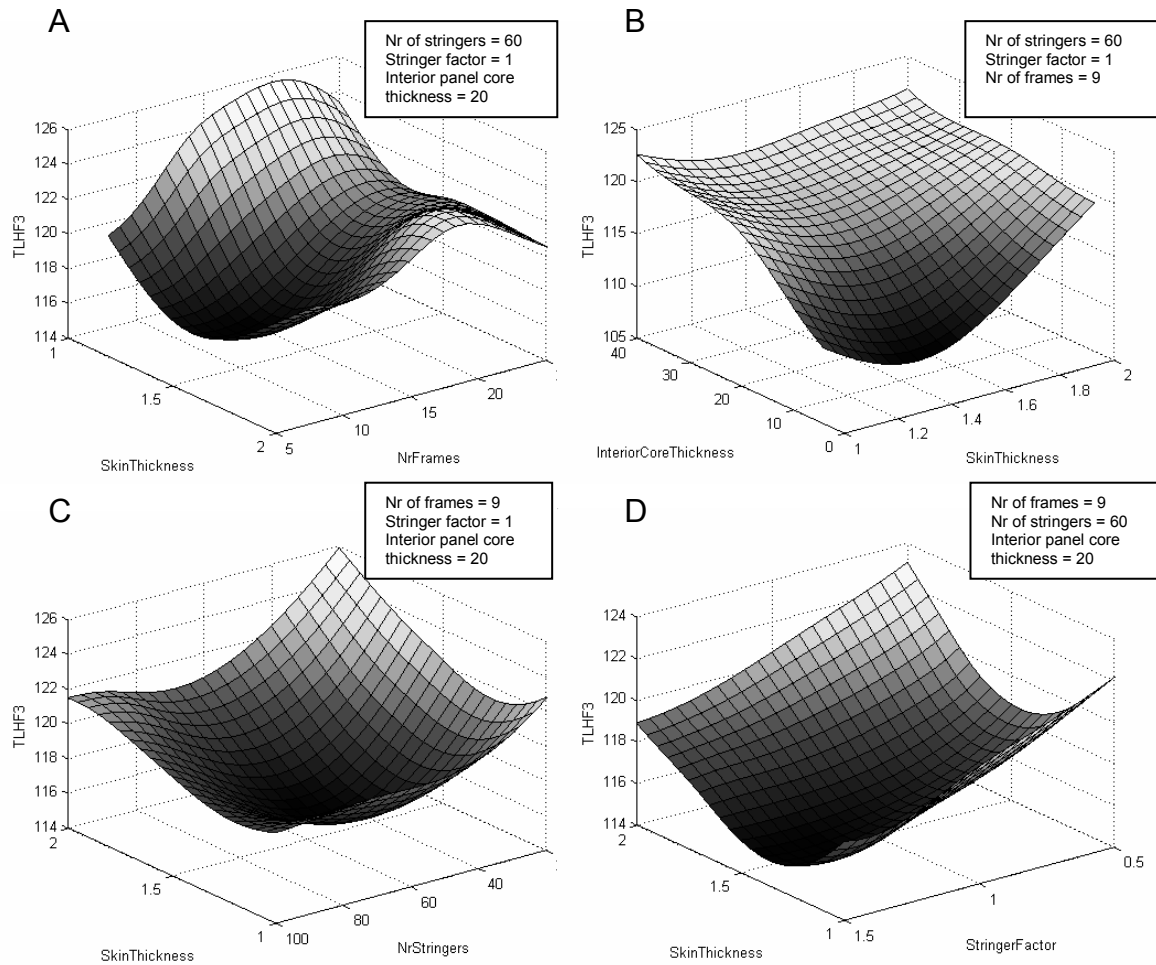 A
Nr of stringers = 60
Stringer factor = 1
Interior panel core
thickness = 20
126
124
122
120
118
116
114
TLHF3
1
1.5
2
SkinThickness
5
10
15
20
NrFrames
B
Nr of stringers = 60
Stringer factor = 1
Nr of frames = 9
125
120
115
110
105
TLHF3
40
30
20
10
0
InteriorCoreThickness
1
1.2
1.4
1.6
1.8
2
SkinThickness
C
Nr of frames = 9
Stringer factor = 1
Interior panel core
thickness = 20
126
124
122
120
118
116
114
TLHF3
2
1.5
1
SkinThickness
100
80
60
40
NrStringers
D
Nr of frames = 9
Nr of stringers = 60
Interior panel core
thickness = 20
124
122
120
118
116
114
TLHF3
2
1.5
1
SkinThickness
1.5
1
0.5
StringerFactor